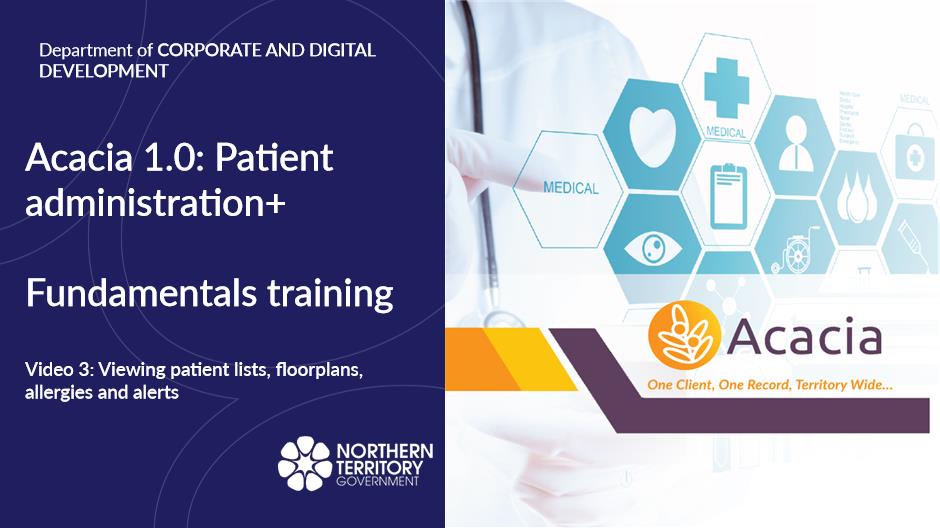 Department of CORPORATE AND DIGITAL
DEVELOPMENT
Acacia 1.0: Patient
administration+
Fundamentals training
Video 3: Viewing patient lists, floorplans,
allergies and alerts
NORTHERN
TERRITORY
GOVERNMENT
MEDICAL
MEDICAL
MEDICAL
Acacia
One Client, One Record, Territory Wide...